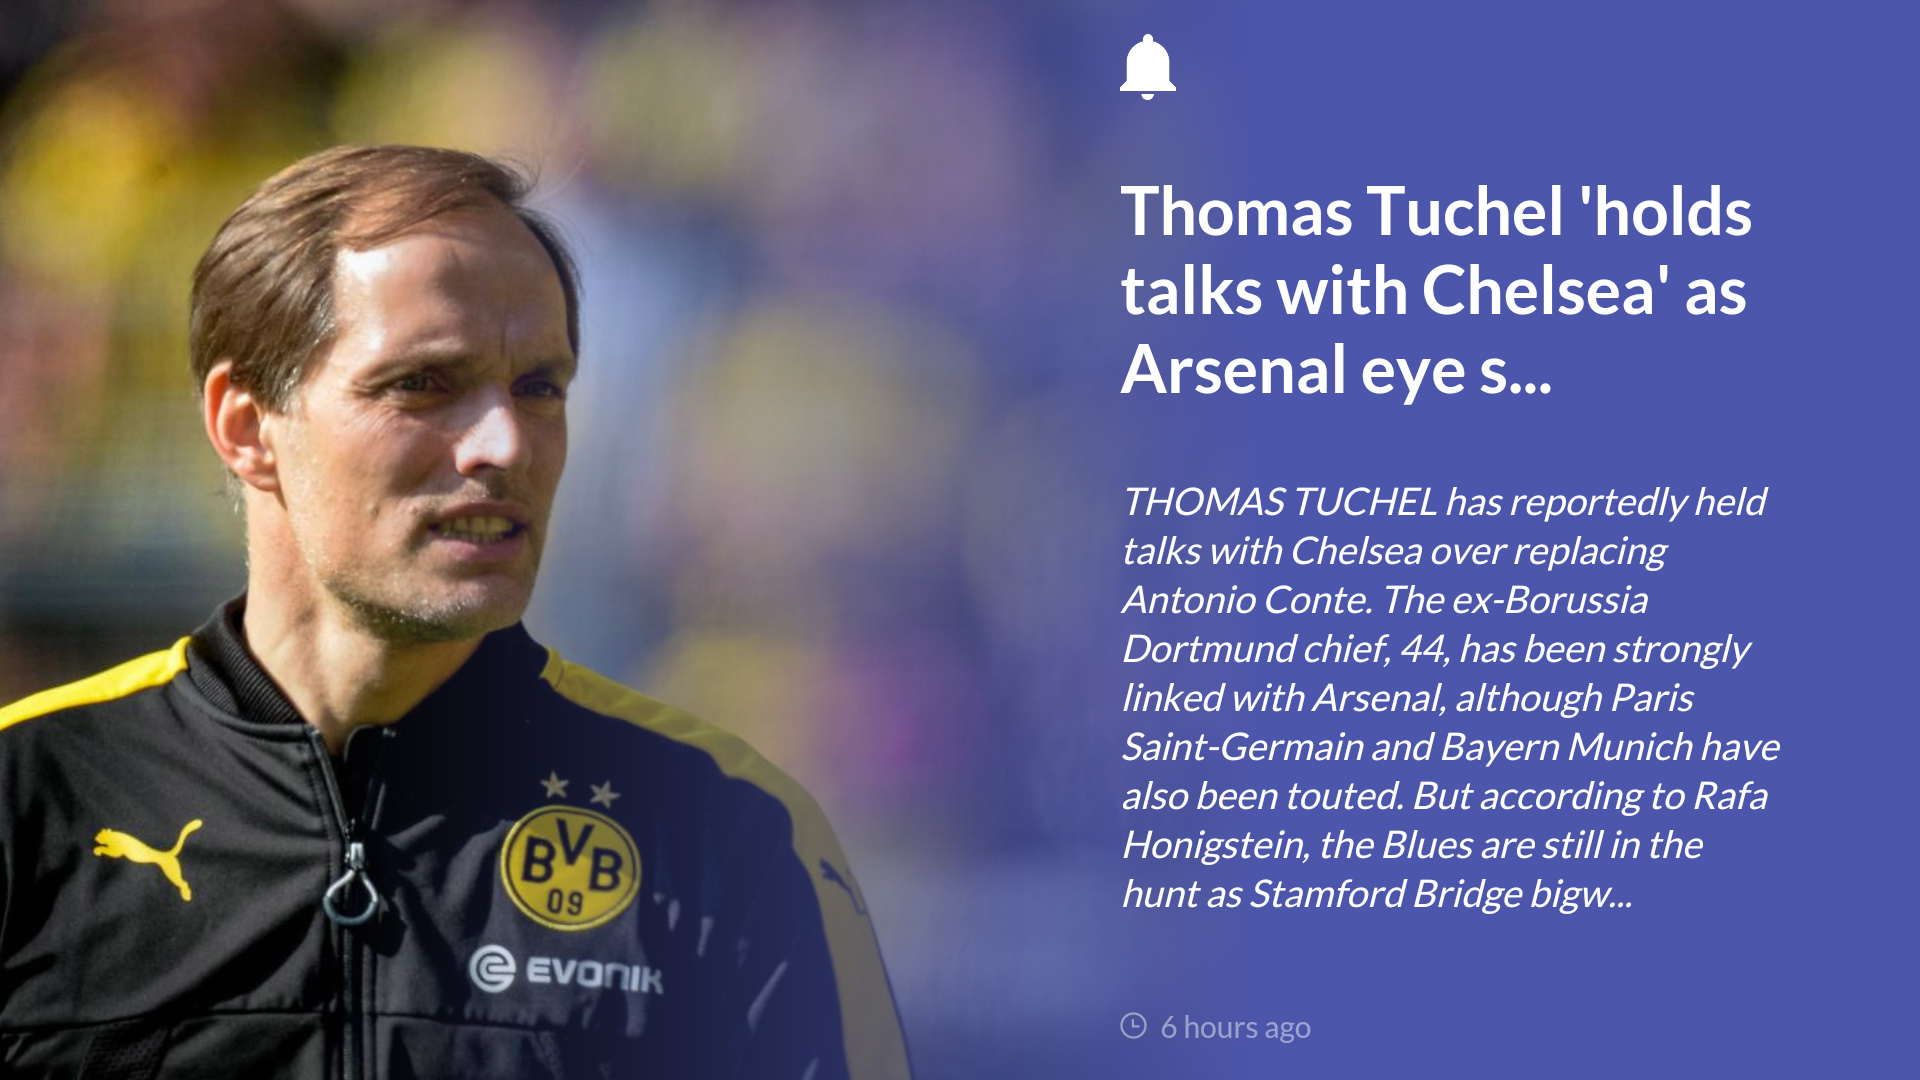 Thomas Tuchel 'holds
talks with Chelsea' as
Arsenal eye s...
THOMAS TUCHEL has reportedly held
talks with Chelsea over replacing
Antonio Conte. The ex-Borussia
Dortmund chief, 44, has been strongly
linked with Arsenal, although Paris
Saint-Germain and Bayern Munich have
also been touted. But according to Rafa
Honigstein, the Blues are still in the
hunt as Stamford Bridge bigw...
6 hours ago
BVB
09
EVONIK